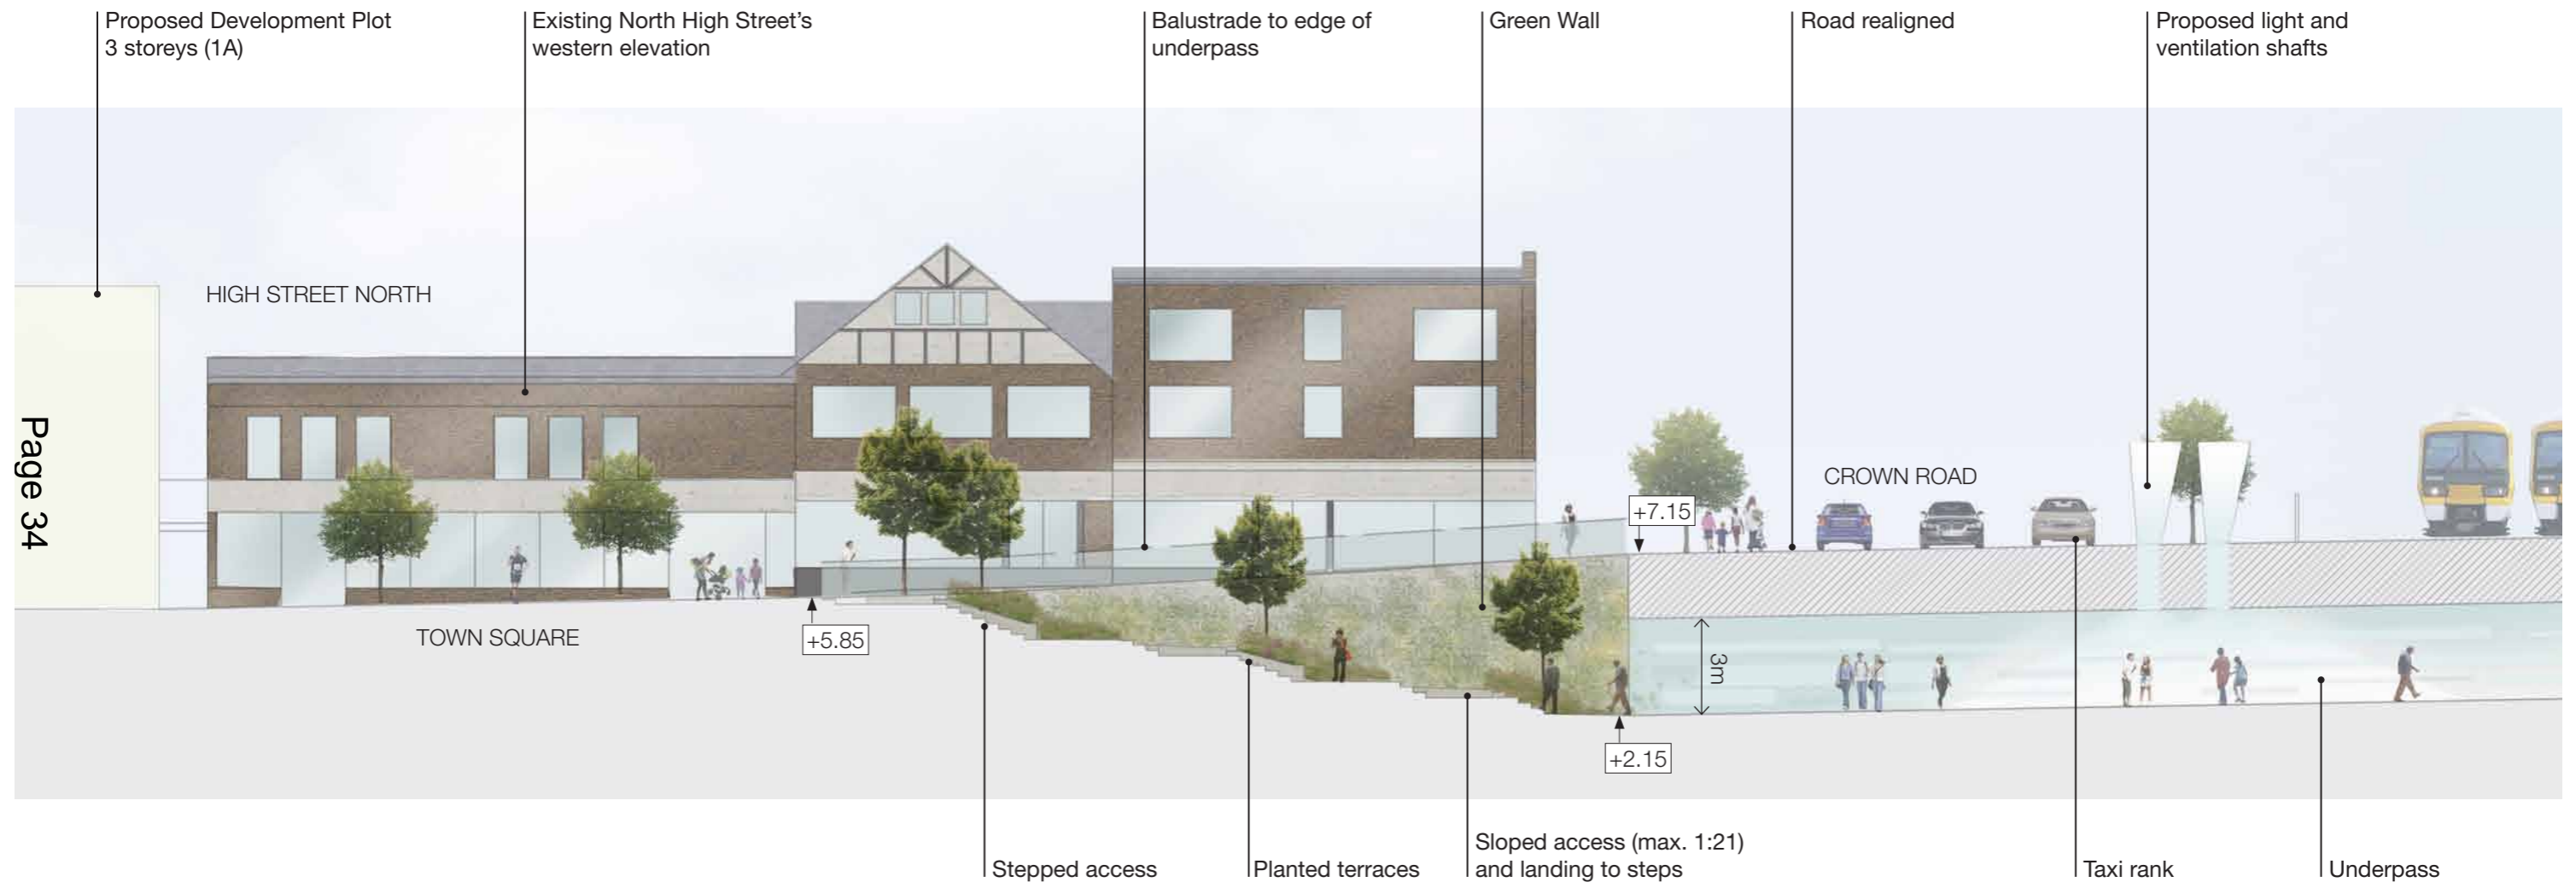 Proposed Development Plot
3 storeys (1A)
Existing North High Street’s
western elevation
Balustrade to edge of
underpass
Green Wall
Road realigned
Proposed light and
ventilation shafts
HIGH STREET NORTH
Page 34
CROWN ROAD
+7.15
TOWN SQUARE
+5.85
3m
+2.15
Stepped access
Planted terraces
Sloped access (max. 1:21)
and landing to steps
Taxi rank
Underpass